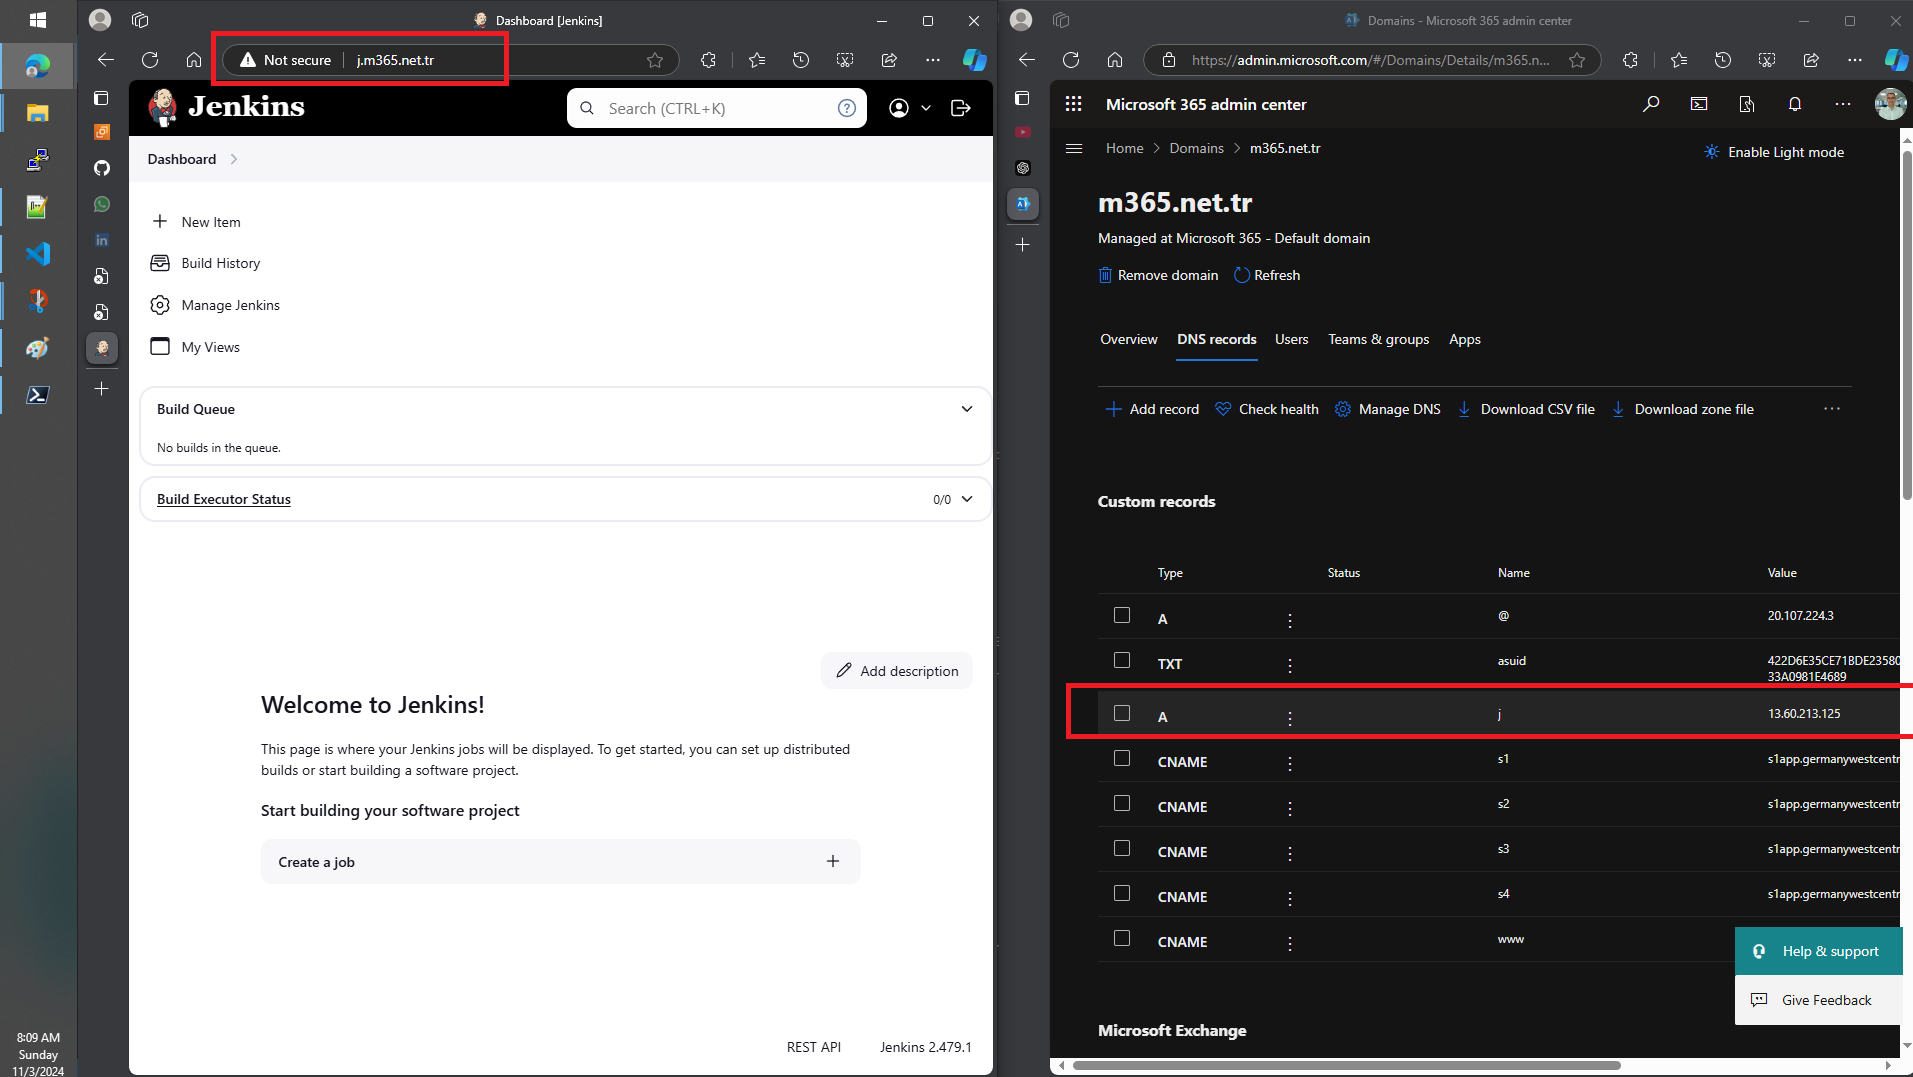 Dashboard [Jenkins]
Not secure
j.m365.net.tr
Jenkins
Search (CTRL+K)
Dashboard
New Item
Build History
Manage Jenkins
My Views
Build Queue
No builds in the queue.
Build Executor Status
0/0
Add description
Welcome to Jenkins!
This page is where your Jenkins jobs will be displayed. To get started, you can set up distributed
builds or start building a software project.
Start building your software project
Create a job
REST API
Jenkins 2.479.1
8:09 AM
Sunday
11/3/2024
Domains - Microsoft 365 admin center
https://admin.microsoft.com/#/Domains/Details/m365.n...
Microsoft 365 admin center
Home > Domains > m365.net.tr
Enable Light mode
m365.net.tr
Managed at Microsoft 365 - Default domain
Remove domain
Refresh
Overview
DNS records
Users
Teams & groups
Apps
Add record
Check health
Manage DNS
Download CSV file
Download zone file
Custom records
Type Status Name Value
A @ 20.107.224.3
TXT asuid 422D6E35CE71BDE23580
33A0981E4689
A j 13.60.213.125
CNAME s1 s1app.germanywestcentr
CNAME s2 s1app.germanywestcentr
CNAME s3 s1app.germanywestcentr
CNAME s4 s1app.germanywestcentr
CNAME www
Help & support
Give Feedback
Microsoft Exchange